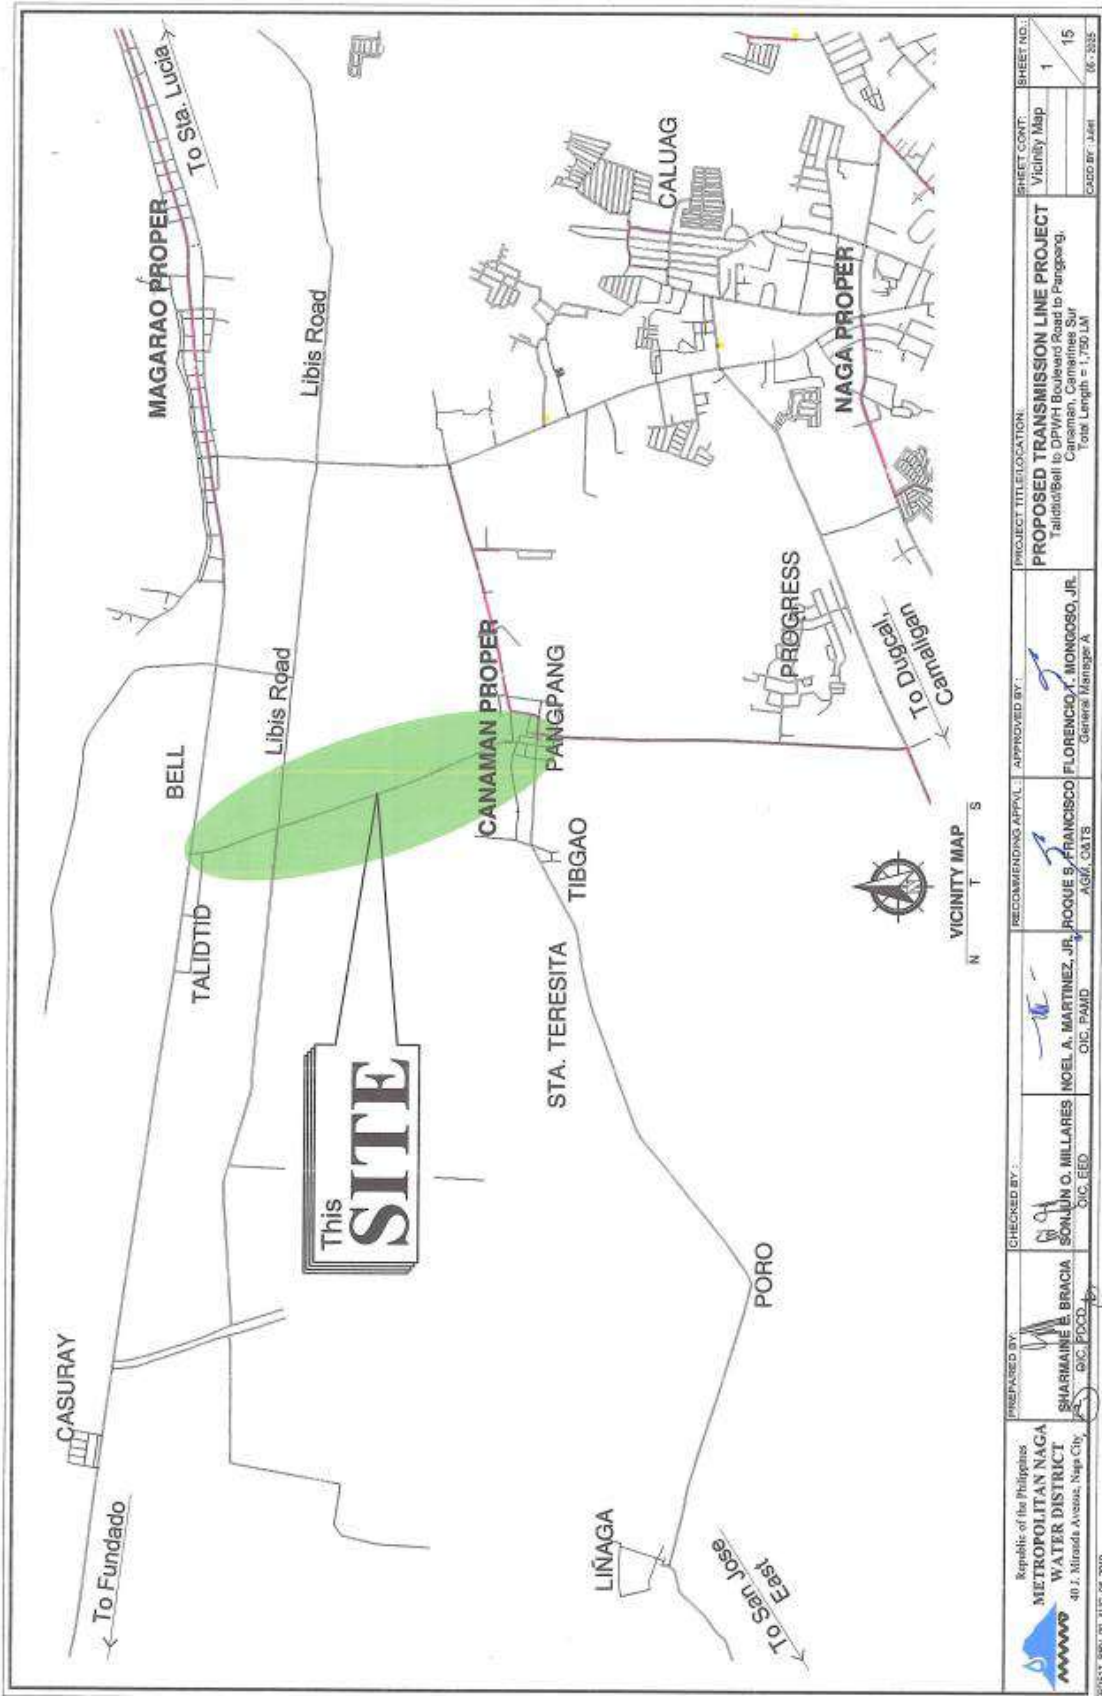 To Sta. Lucia
MAGARAO PROPER
Libis Road
CALUAG
NAGA PROPER
BELL
Libis Road
CANAMAN PROPER
PANGPANG
PROGRESS
To Dugcal,
Camaligan
TALIDTID
TIBGAO
STA. TERESITA
This
SITE
CASURAY
To Fundado
PORO
LIÑAGA
To San Jose
East
VICINITY MAP
N T S
Republic of the Philippines
METROPOLITAN NAGA
WATER DISTRICT
40 J. Miranda Avenue, Naga City
PREPARED BY:
SHARMAINE E. BRACIA
OIC, PDCD
CHECKED BY :
SONJUN O. MILLARES
OIC, EED
NOEL A. MARTINEZ, JR.
OIC, PAMD
RECOMMENDING APPVL :
ROQUE S. FRANCISCO
AGM, O&TS
APPROVED BY :
FLORENCIO T. MONGOSO, JR.
General Manager A
PROJECT TITLE/LOCATION:
PROPOSED TRANSMISSION LINE PROJECT
Talidtid/Bell to DPWH Boulevard Road to Pangpang,
Canaman, Camarines Sur
Total Length = 1,750 LM
SHEET CONT:
Vicinity Map
CADD BY: Juliel
SHEET NO.:
1
15
06 - 2025